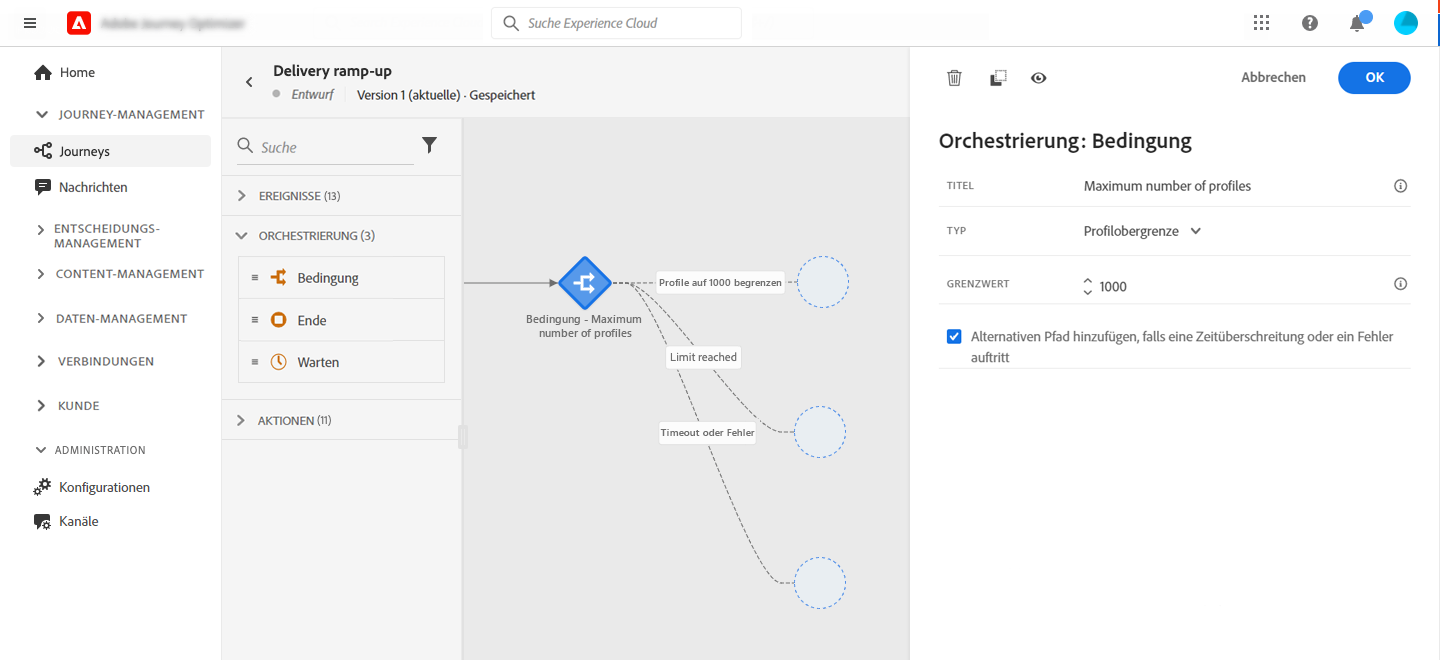 Suche Experience Cloud
Home
JOURNEY-MANAGEMENT
Journeys
Nachrichten
ENTSCHEIDUNGS-
MANAGEMENT
CONTENT-MANAGEMENT
DATEN-MANAGEMENT
VERBINDUNGEN
KUNDE
ADMINISTRATION
Konfigurationen
Kanäle
Delivery ramp-up
Entwurf
Version 1 (aktuelle) · Gespeichert
Suche
EREIGNISSE (13)
ORCHESTRIERUNG (3)
Bedingung
Ende
Warten
AKTIONEN (11)
Bedingung - Maximum
number of profiles
Profile auf 1000 begrenzen
Limit reached
Timeout oder Fehler
Abbrechen
OK
Orchestrierung: Bedingung
TITEL
Maximum number of profiles
TYP
Profilobergrenze
GRENZWERT
1000
Alternativen Pfad hinzufügen, falls eine Zeitüberschreitung oder ein Fehler
auftritt